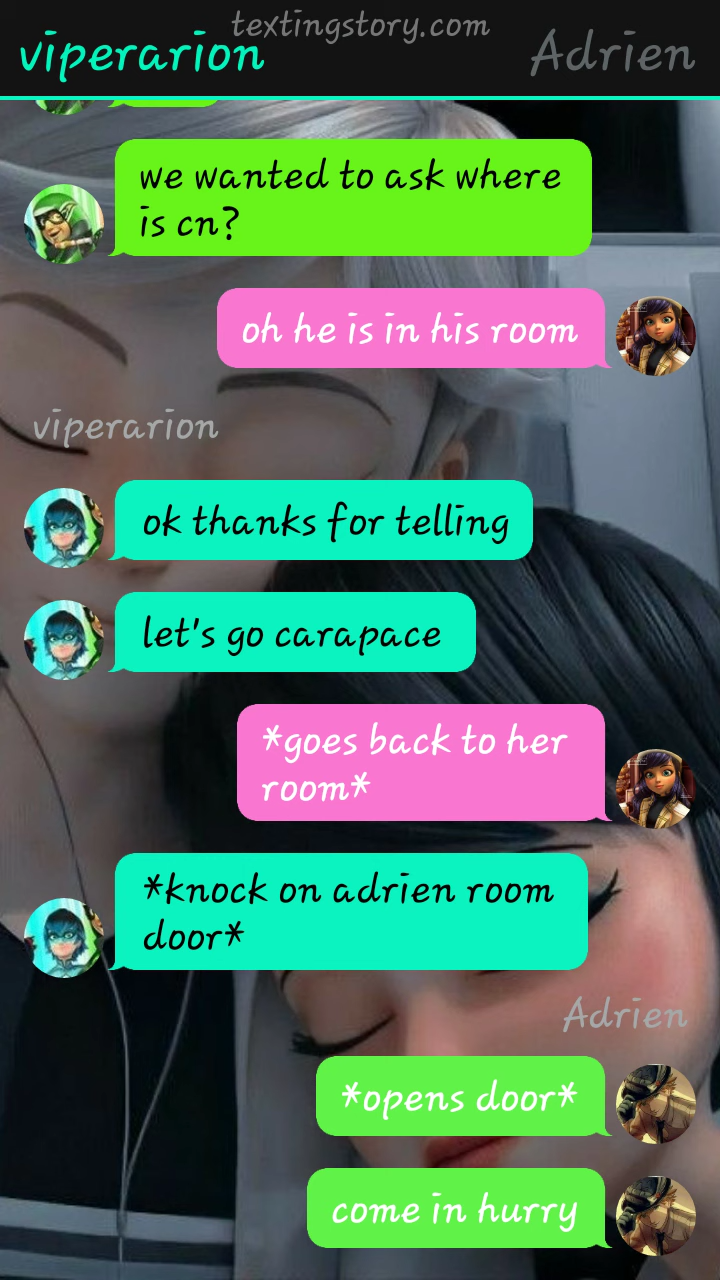 textingstory.com
viperarion
Adrien
we wanted to ask where
is cn?
oh he is in his room
viperarion
ok thanks for telling
let's go carapace
*goes back to her
room*
*knock on adrien room
door*
Adrien
*opens door*
come in hurry